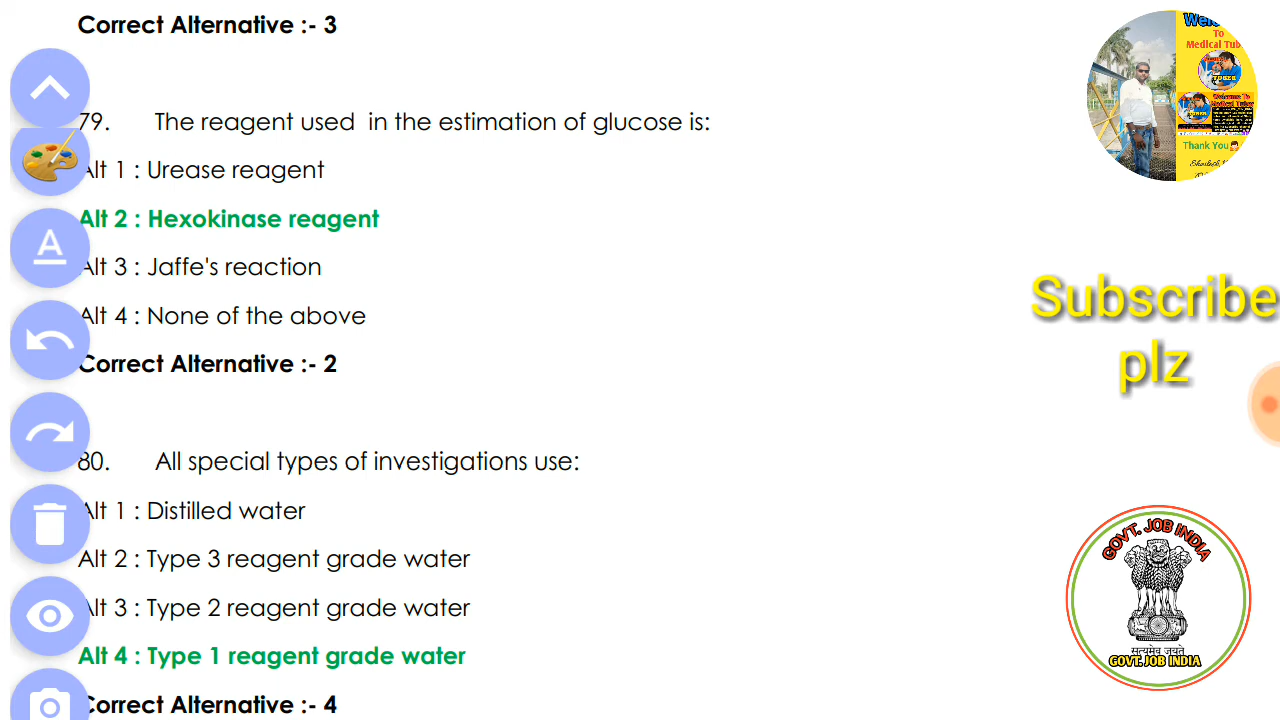 Correct Alternative :- 3
79. The reagent used in the estimation of glucose is:
Alt 1 : Urease reagent
Alt 2 : Hexokinase reagent
Alt 3 : Jaffe's reaction
Alt 4 : None of the above
Correct Alternative :- 2
80. All special types of investigations use:
Alt 1 : Distilled water
Alt 2 : Type 3 reagent grade water
Alt 3 : Type 2 reagent grade water
Alt 4 : Type 1 reagent grade water
Correct Alternative :- 4
To
Medical Tub
Thank You
Subscribe
plz
GOVT. JOB INDIA
सत्यमेव जयते
GOVT. JOB INDIA